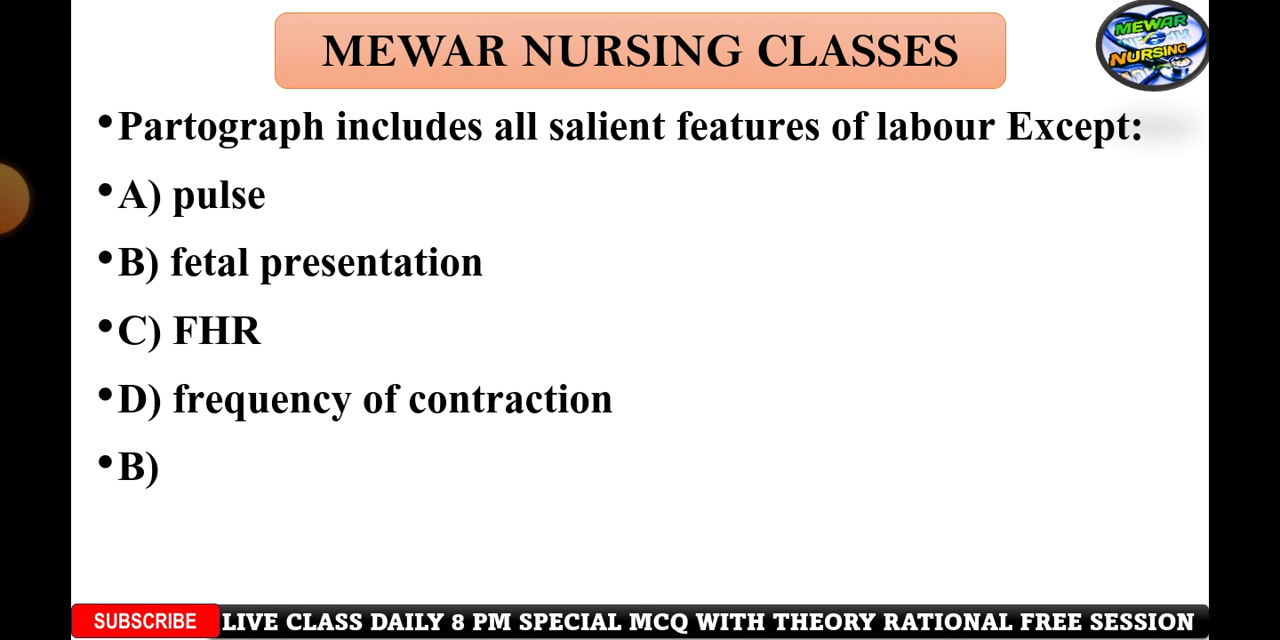 MEWAR NURSING CLASSES
MEWAR
NURSING
•Partograph includes all salient features of labour Except:
•A) pulse
•B) fetal presentation
•C) FHR
•D) frequency of contraction
•B)
SUBSCRIBE LIVE CLASS DAILY 8 PM SPECIAL MCQ WITH THEORY RATIONAL FREE SESSION